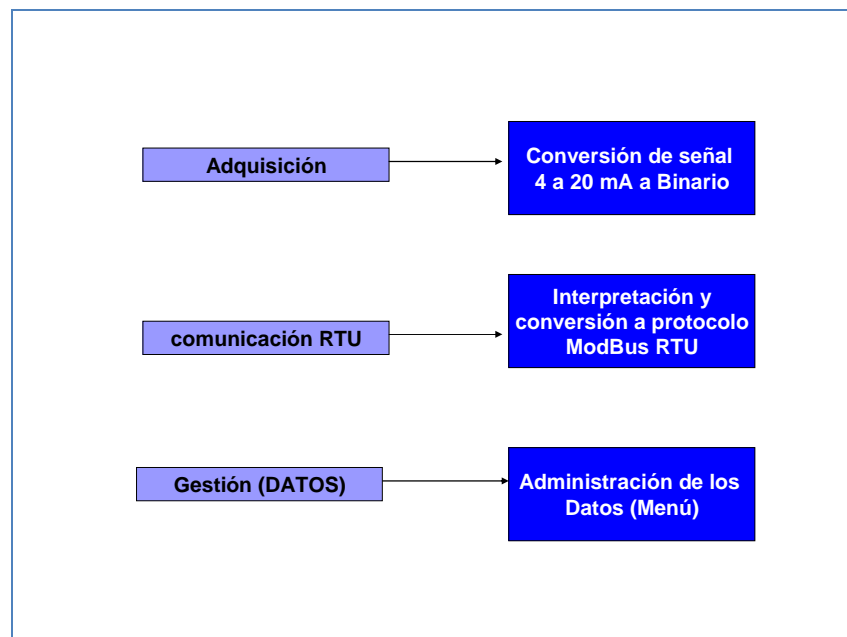 Adquisición
Conversión de señal
4 a 20 mA a Binario
comunicación RTU
Interpretación y
conversión a protocolo
ModBus RTU
Gestión (DATOS)
Administración de los
Datos (Menú)